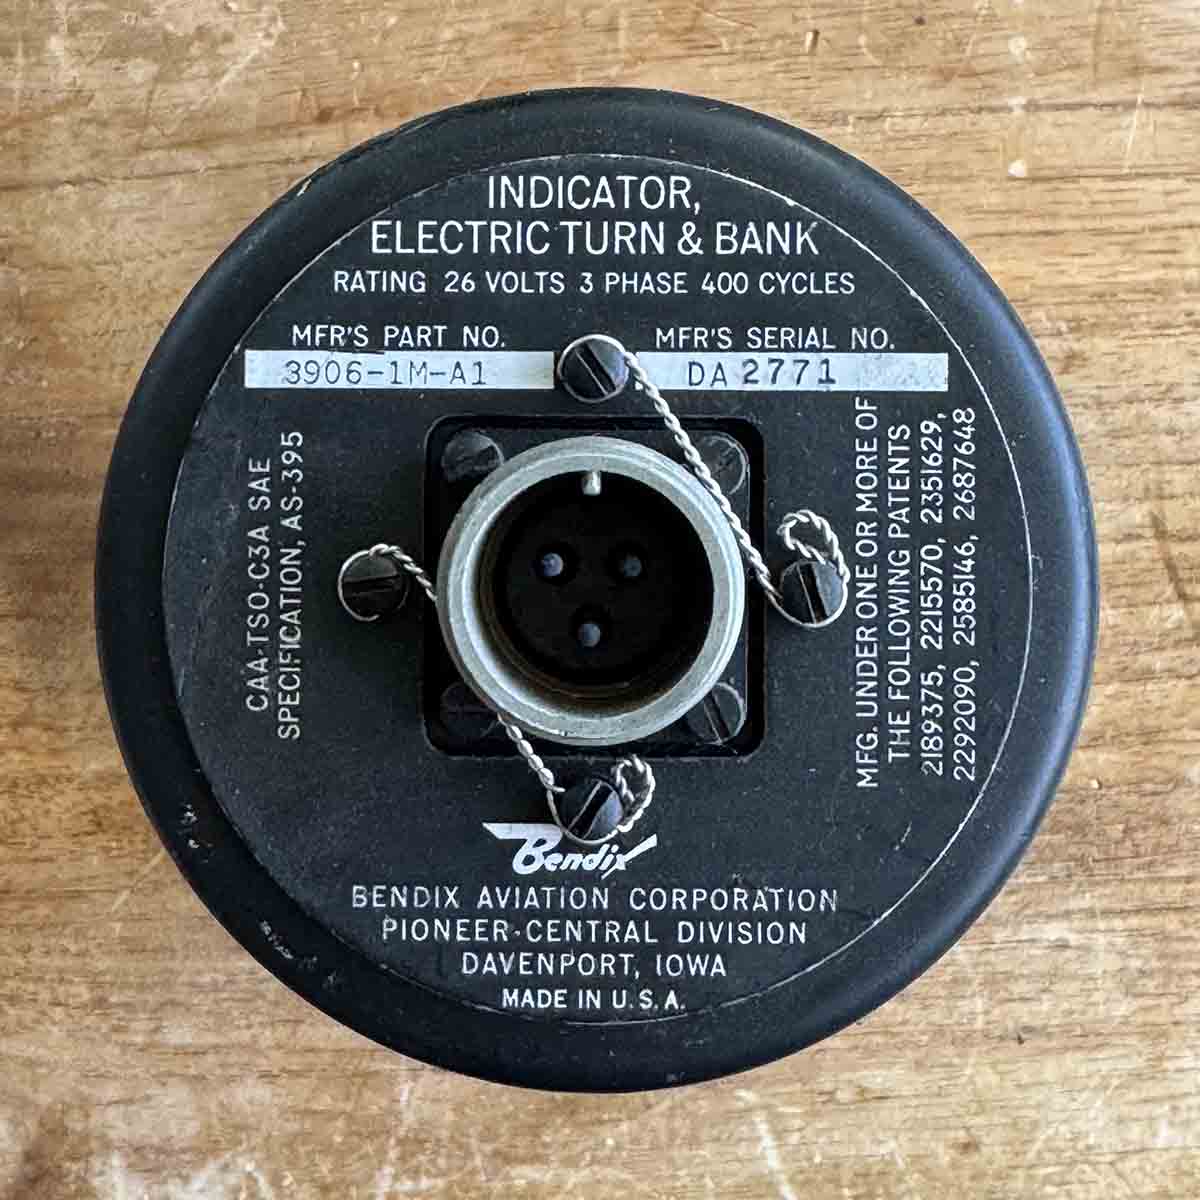 INDICATOR,
ELECTRIC TURN & BANK
RATING 26 VOLTS 3 PHASE 400 CYCLES
MFR'S PART NO.
3906-1M-A1
MFR'S SERIAL NO.
DA 2771
CAA-TSO-C3A SAE
SPECIFICATION, AS-395
MFG. UNDER ONE OR MORE OF
THE FOLLOWING PATENTS
2189375, 2215570, 2351629,
2292090, 2585146, 2687648
Bendix
BENDIX AVIATION CORPORATION
PIONEER-CENTRAL DIVISION
DAVENPORT, IOWA
MADE IN U.S.A.